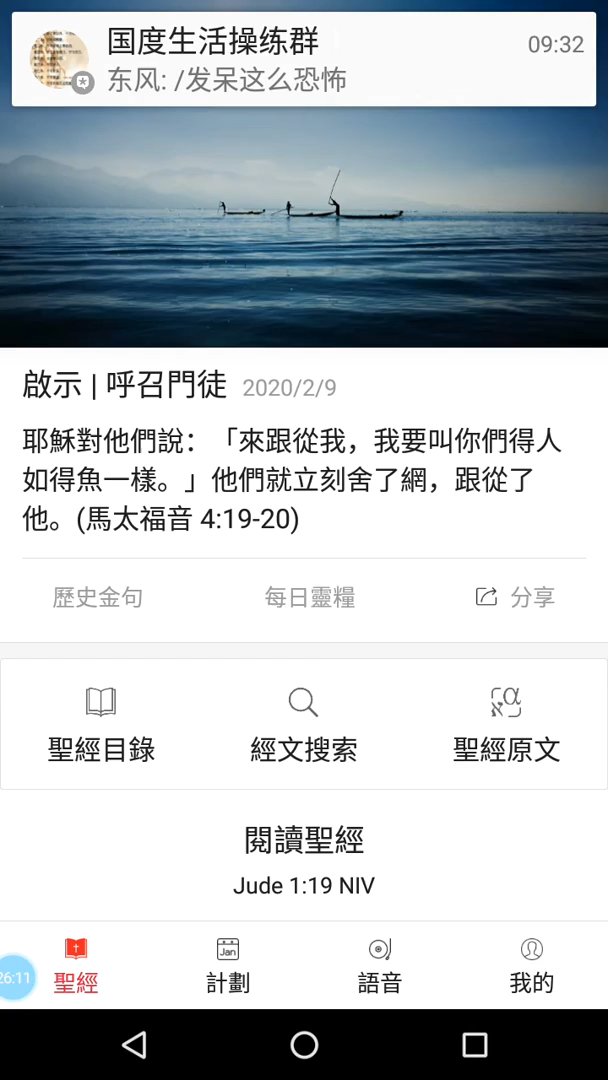 国度生活操练群
09:32
东风: /发呆这么恐怖
啟示 | 呼召門徒 2020/2/9
耶穌對他們說：「來跟從我，我要叫你們得人
如得魚一樣。」他們就立刻舍了網，跟從了
他。(馬太福音 4:19-20)
歷史金句
每日靈糧
分享
聖經目錄
經文搜索
聖經原文
閱讀聖經
Jude 1:19 NIV
26:11
聖經
Jan
計劃
語音
我的